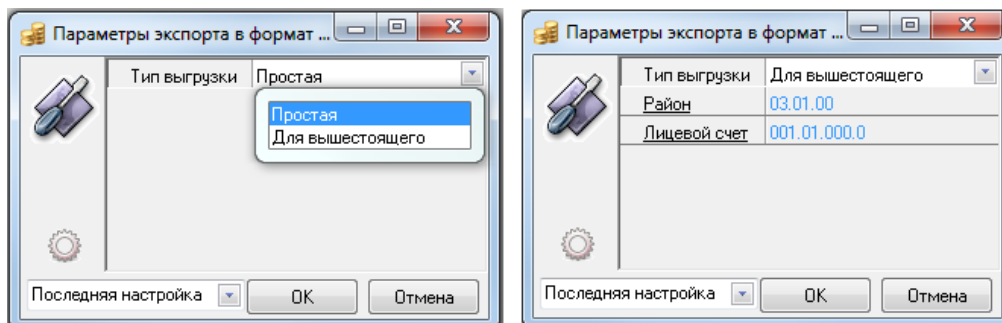 Параметры экспорта в формат ...
Тип выгрузки Простая
Простая
Для вышестоящего
Последняя настройка ОК Отмена
Параметры экспорта в формат ...
Тип выгрузки Для вышестоящего
Район 03.01.00
Лицевой счет 001.01.000.0
Последняя настройка ОК Отмена